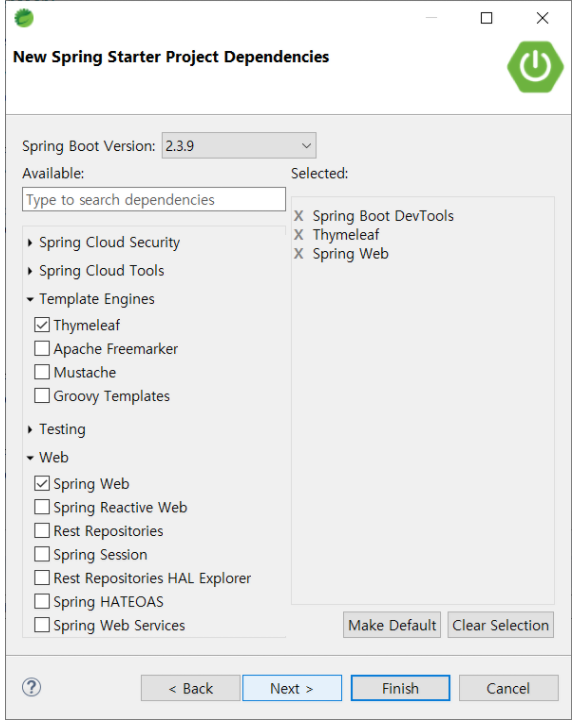 New Spring Starter Project Dependencies
Spring Boot Version: 2.3.9
Available:
Type to search dependencies
Spring Cloud Security
Spring Cloud Tools
Template Engines
Thymeleaf
Apache Freemarker
Mustache
Groovy Templates
Testing
Web
Spring Web
Spring Reactive Web
Rest Repositories
Spring Session
Rest Repositories HAL Explorer
Spring HATEOAS
Spring Web Services
Selected:
X Spring Boot DevTools
X Thymeleaf
X Spring Web
Make Default Clear Selection
? < Back Next > Finish Cancel